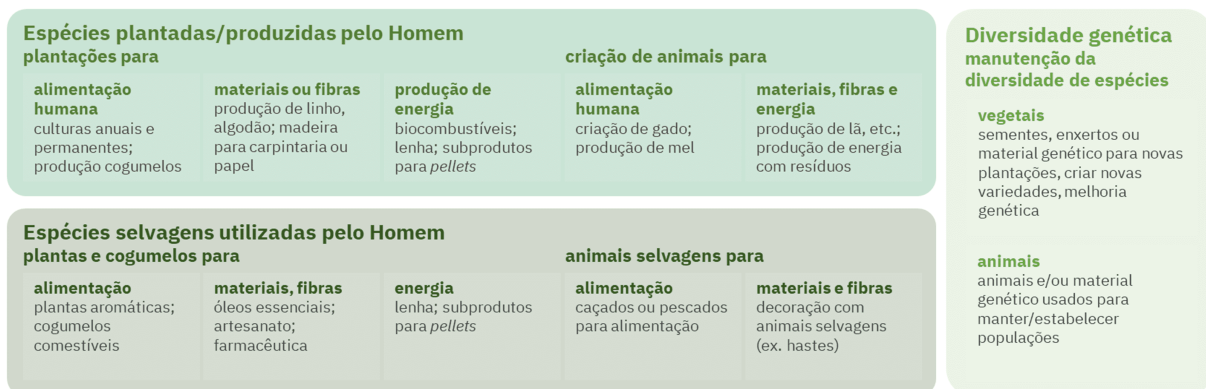 Espécies plantadas/produzidas pelo Homem
plantações para
alimentação
humana
culturas anuais e
permanentes;
produção cogumelos
materiais ou fibras
produção de linho,
algodão; madeira
para carpintaria ou
papel
produção de
energia
biocombustíveis;
lenha; subprodutos
para pellets
criação de animais para
alimentação
humana
criação de gado;
produção de mel
materiais, fibras e
energia
produção de lã, etc.;
produção de energia
com resíduos
Espécies selvagens utilizadas pelo Homem
plantas e cogumelos para
alimentação
plantas aromáticas;
cogumelos
comestíveis
materiais, fibras
óleos essenciais;
artesanato;
farmacêutica
energia
lenha; subprodutos
para pellets
animais selvagens para
alimentação
caçados ou pescados
para alimentação
materiais e fibras
decoração com
animais selvagens
(ex. hastes)
Diversidade genética
manutenção da
diversidade de espécies
vegetais
sementes, enxertos ou
material genético para novas
plantações, criar novas
variedades, melhoria
genética
animais
animais e/ou material
genético usados para
manter/estabelecer
populações